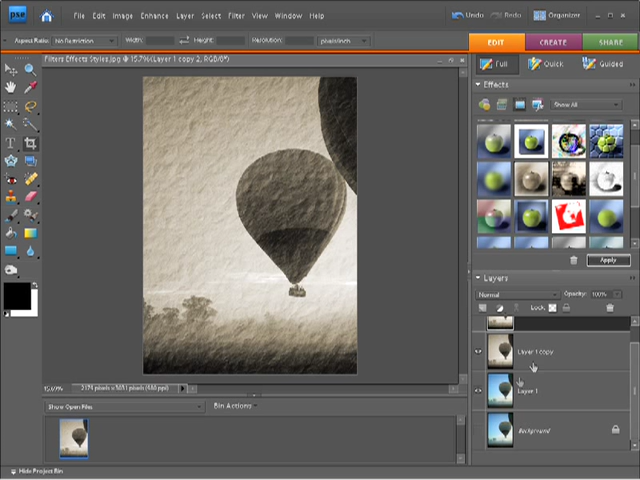 pse File Edit Image Enhance Layer Select Filter View Window Help Undo Redo Organizer
Aspect Ratio: No Restriction Width: Height: Resolution: pixels/inch EDIT CREATE SHARE
Filters Effects Styles.jpg @ 15.7% (Layer 1 copy 2, RGB/8*)
Full Quick Guided
Effects
Show All
Apply
Layers
Normal Opacity: 100%
Lock:
Layer 1 copy
Layer 1
Background
Show Open Files Bin Actions
Hide Project Bin